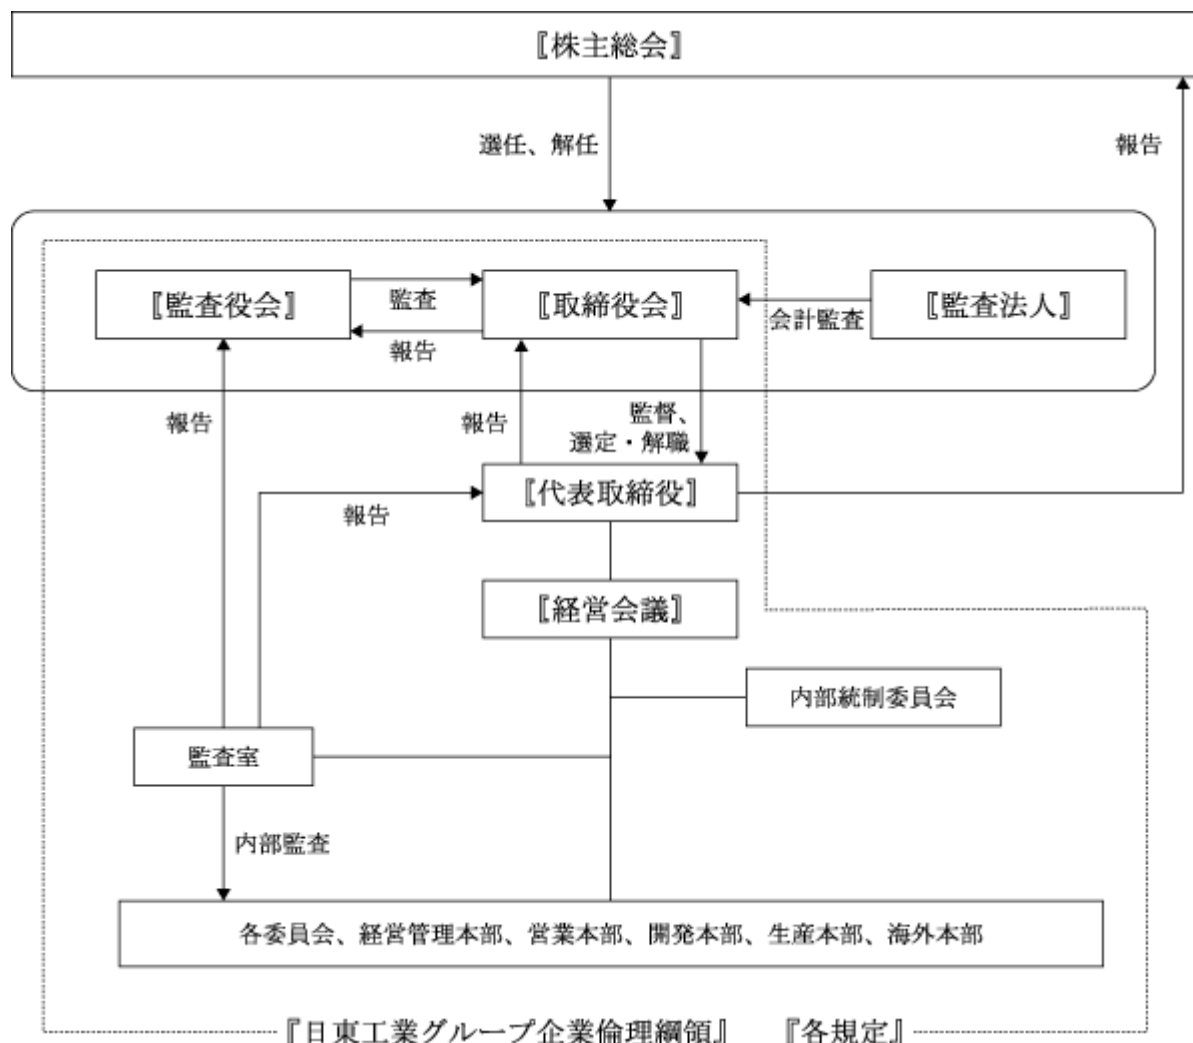 〖株主総会〗
選任、解任
報告
〖監査役会〗
監査
報告
〖取締役会〗
会計監査
〖監査法人〗
報告
報告
監督、
選定・解職
〖代表取締役〗
報告
〖経営会議〗
内部統制委員会
監査室
内部監査
各委員会、経営管理本部、営業本部、開発本部、生産本部、海外本部
『日東工業グループ企業倫理綱領』 『各規定』